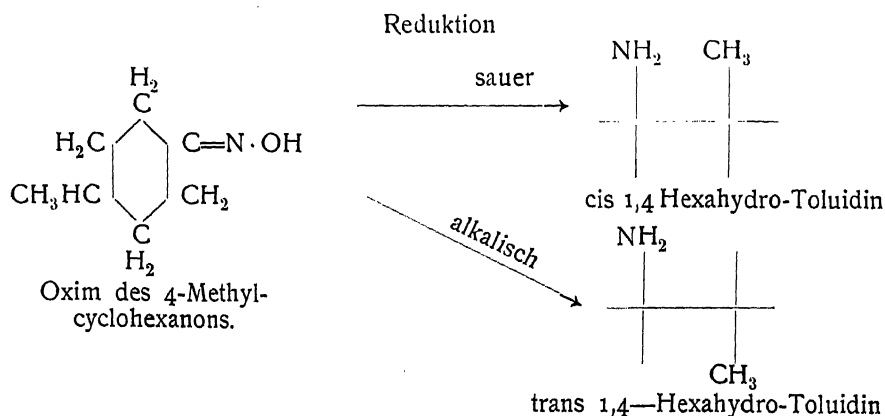 Reduktion
NH₂ CH₃
sauer
H₂
C
H₂C C=N · OH
CH₃HC CH₂
C
H₂
Oxim des 4-Methyl-
cyclohexanons.
cis 1,4 Hexahydro-Toluidin
alkalisch
NH₂
CH₃
trans 1,4—Hexahydro-Toluidin